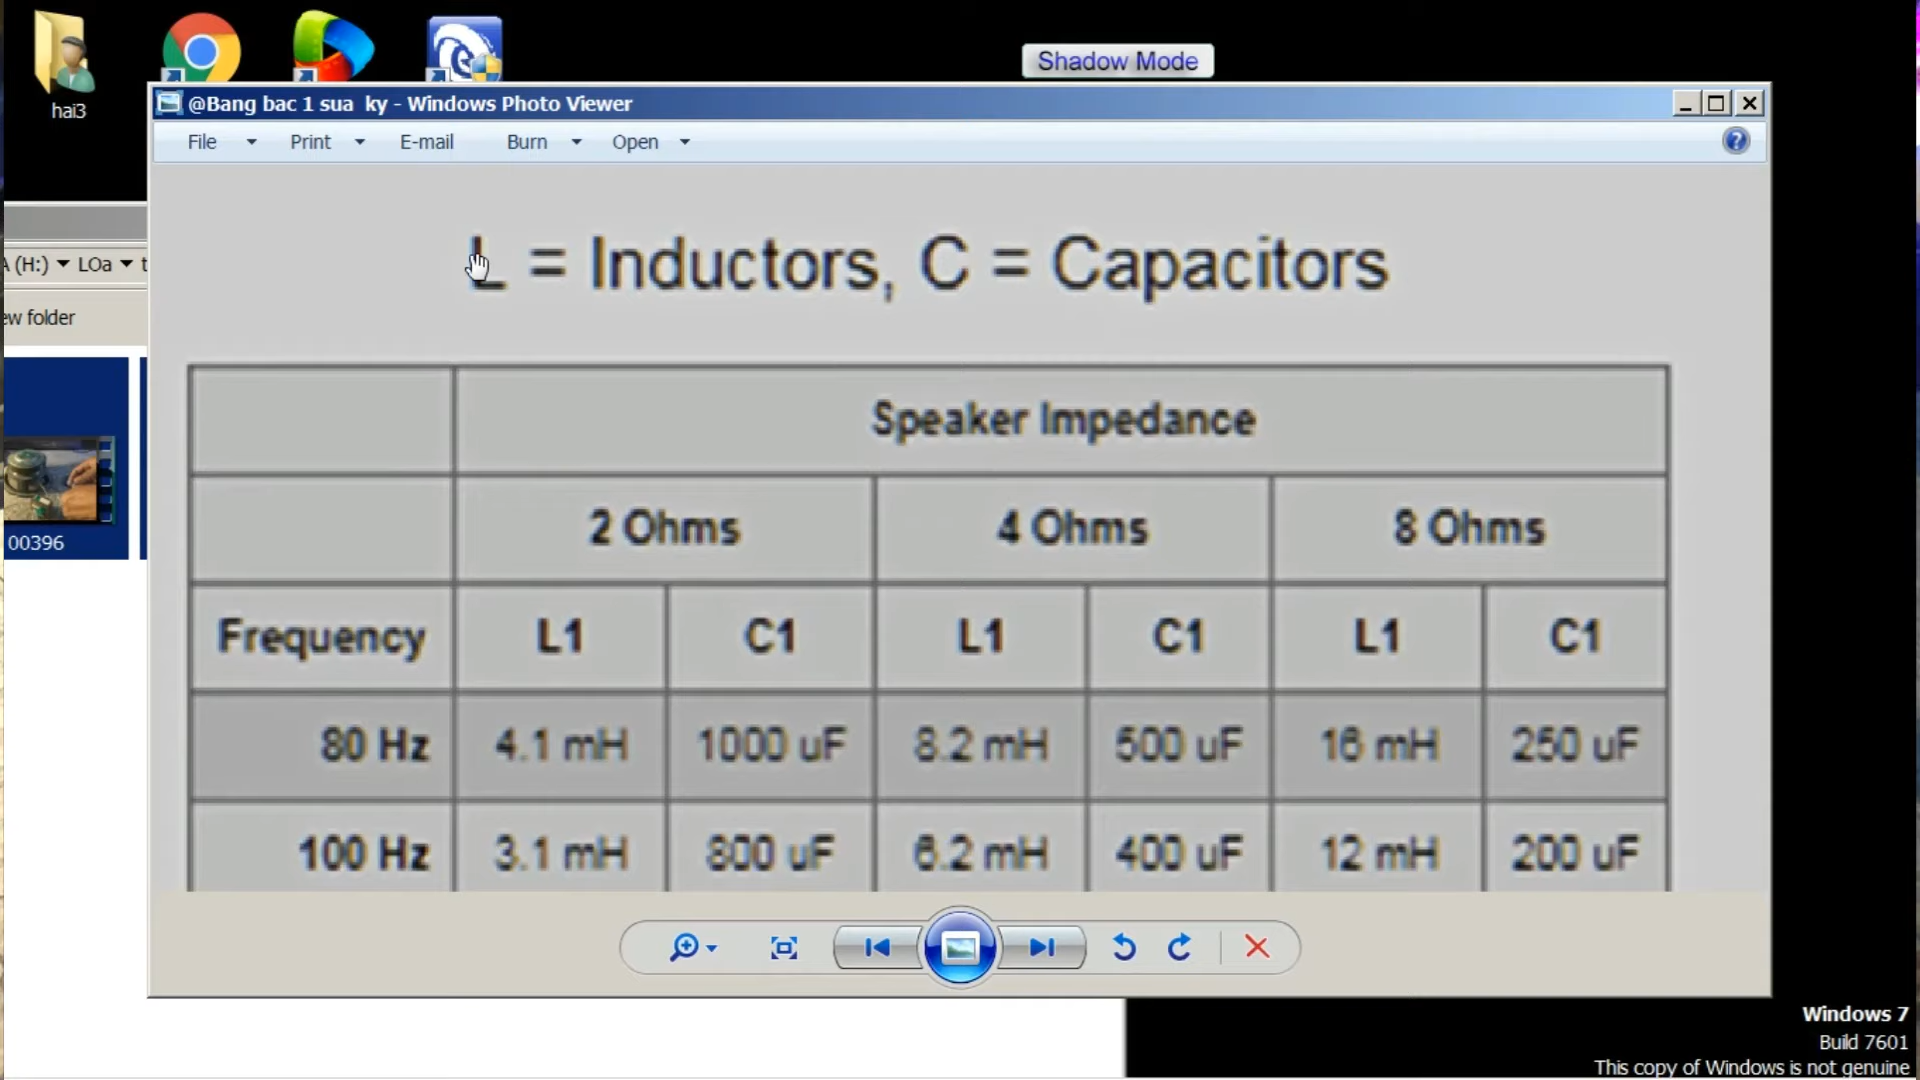 hai3
Shadow Mode
@Bang bac 1 sua ky - Windows Photo Viewer
File Print E-mail Burn Open
A (H:) LOa t
ew folder
00396
L = Inductors, C = Capacitors
Speaker Impedance
2 Ohms 4 Ohms 8 Ohms
Frequency L1 C1 L1 C1 L1 C1
80 Hz 4.1 mH 1000 uF 8.2 mH 500 uF 16 mH 250 uF
100 Hz 3.1 mH 800 uF 6.2 mH 400 uF 12 mH 200 uF
Windows 7
Build 7601
This copy of Windows is not genuine